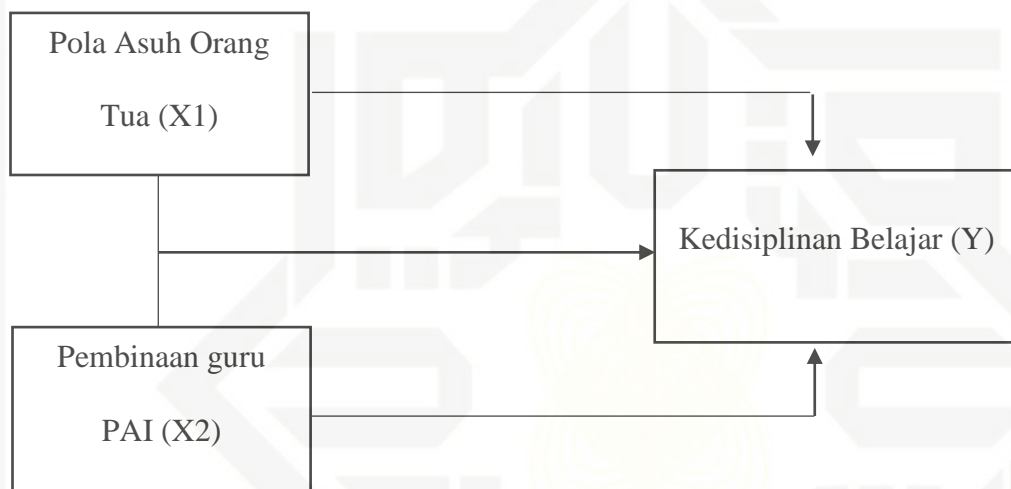 Pola Asuh Orang
Tua (X1)
Kedisiplinan Belajar (Y)
Pembinaan guru
PAI (X2)